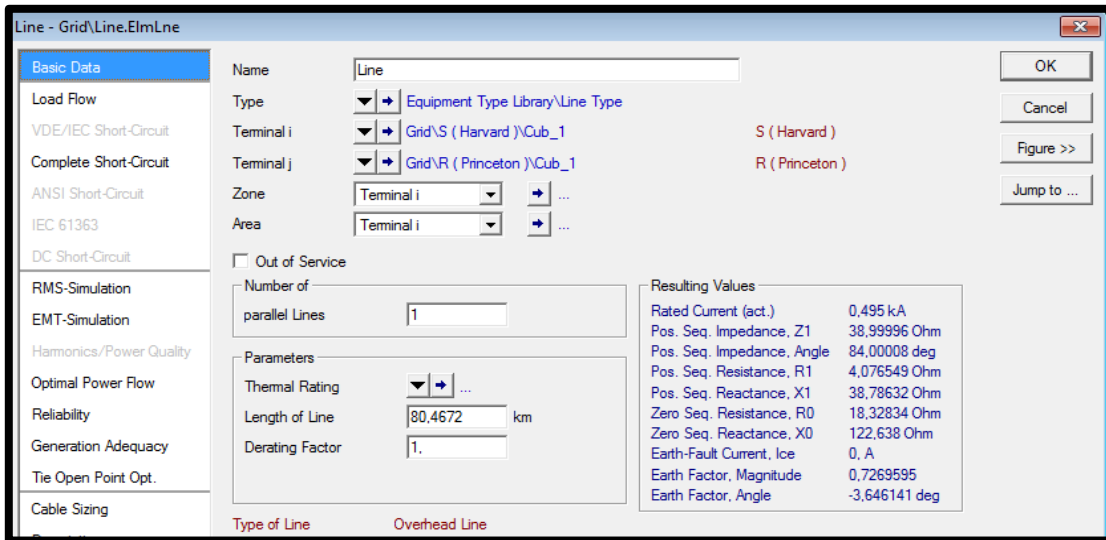 Line - Grid\Line.ElmLne
Basic Data
Load Flow
VDE/IEC Short-Circuit
Complete Short-Circuit
ANSI Short-Circuit
IEC 61363
DC Short-Circuit
RMS-Simulation
EMT-Simulation
Harmonics/Power Quality
Optimal Power Flow
Reliability
Generation Adequacy
Tie Open Point Opt.
Cable Sizing
Name Line
Type Equipment Type Library\Line Type
Terminal i Grid\S ( Harvard )\Cub_1 S ( Harvard )
Terminal j Grid\R ( Princeton )\Cub_1 R ( Princeton )
Zone Terminal i ...
Area Terminal i ...
Out of Service
Number of
parallel Lines 1
Parameters
Thermal Rating ...
Length of Line 80,4672 km
Derating Factor 1,
Type of Line Overhead Line
Resulting Values
Rated Current (act.) 0,495 kA
Pos. Seq. Impedance, Z1 38,99996 Ohm
Pos. Seq. Impedance, Angle 84,00008 deg
Pos. Seq. Resistance, R1 4,076549 Ohm
Pos. Seq. Reactance, X1 38,78632 Ohm
Zero Seq. Resistance, R0 18,32834 Ohm
Zero Seq. Reactance, X0 122,638 Ohm
Earth-Fault Current, Ice 0, A
Earth Factor, Magnitude 0,7269595
Earth Factor, Angle -3,646141 deg
OK
Cancel
Figure >>
Jump to ...